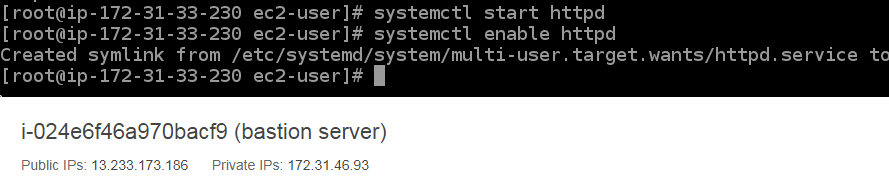 [root@ip-172-31-33-230 ec2-user]# systemctl start httpd
[root@ip-172-31-33-230 ec2-user]# systemctl enable httpd
Created symlink from /etc/systemd/system/multi-user.target.wants/httpd.service to
[root@ip-172-31-33-230 ec2-user]#
i-024e6f46a970bacf9 (bastion server)
Public IPs: 13.233.173.186 Private IPs: 172.31.46.93